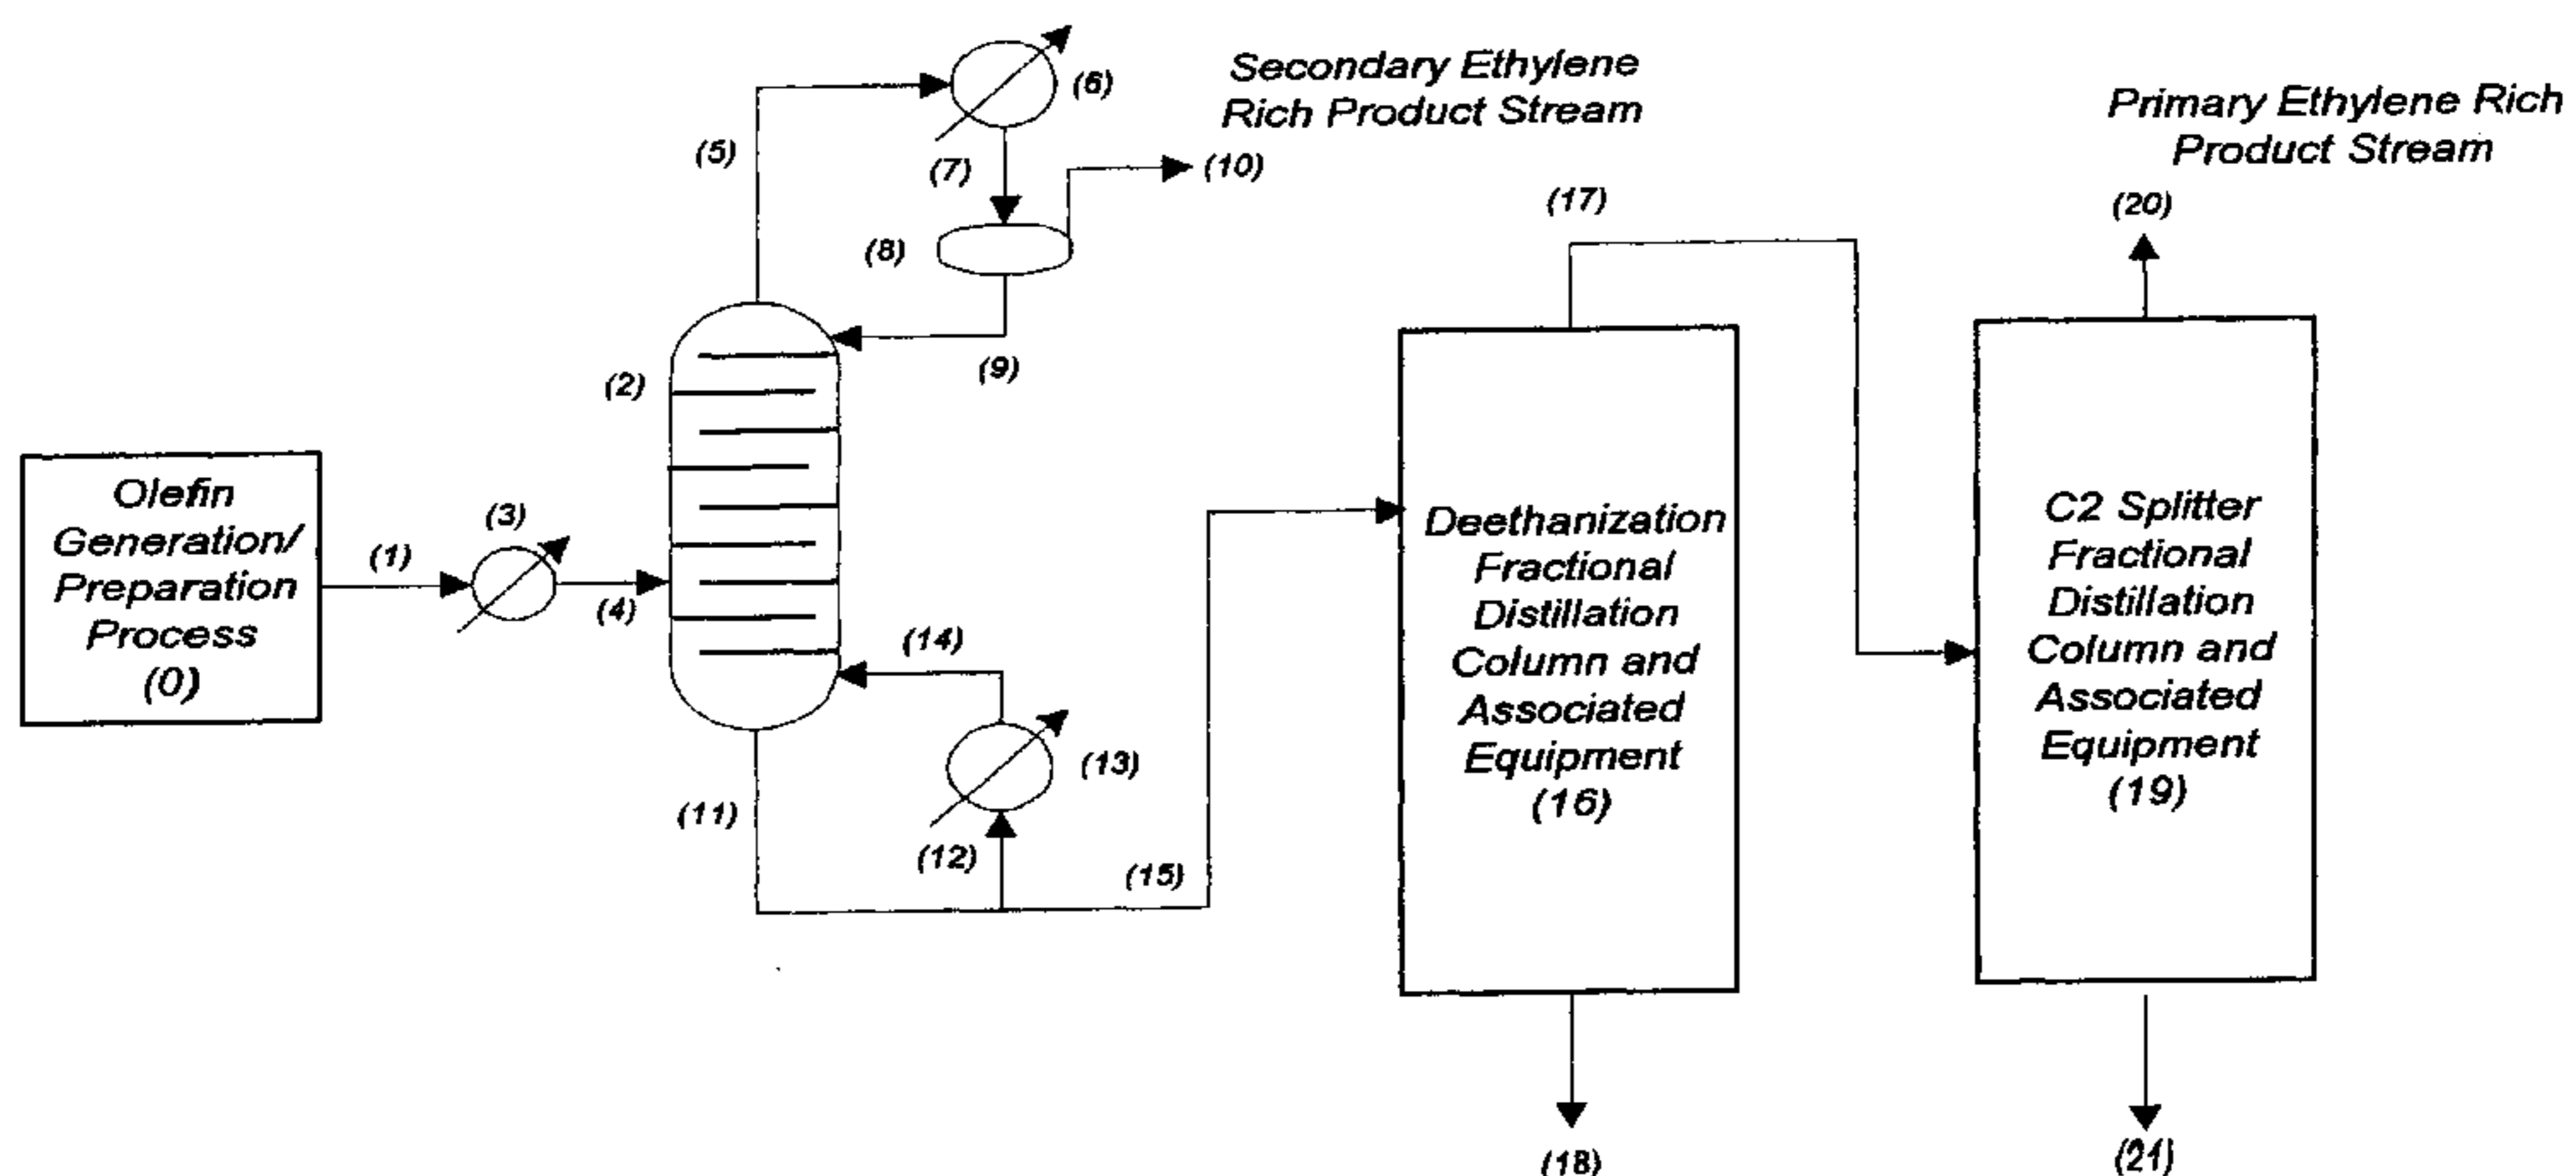 (6)
Secondary Ethylene
Rich Product Stream
Primary Ethylene Rich
Product Stream
(5)
(7)
(10)
(17)
(20)
(8)
(9)
(2)
Olefin
Generation/
Preparation
Process
(0)
(1)
(3)
(4)
(14)
(13)
(11)
(12)
(15)
Deethanization
Fractional
Distillation
Column and
Associated
Equipment
(16)
C2 Splitter
Fractional
Distillation
Column and
Associated
Equipment
(19)
(18)
(21)